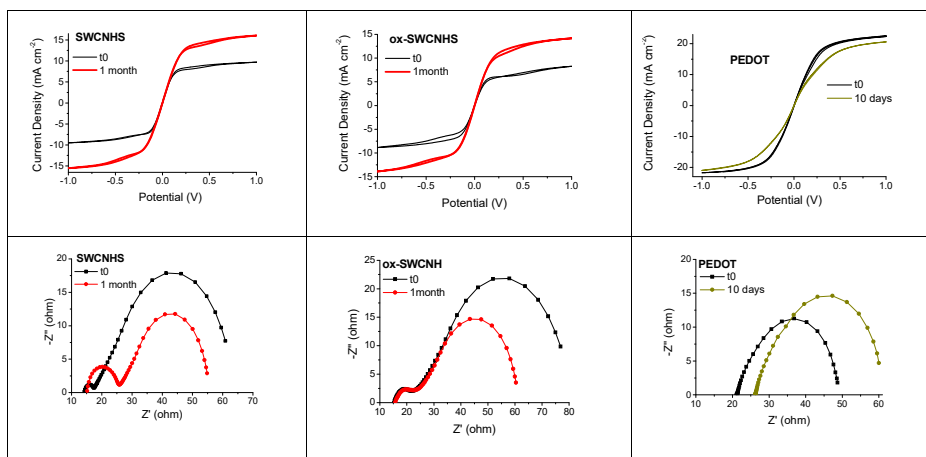 SWCNHS
t0
1 month
Current Density (mA cm-2)
15
10
5
0
-5
-10
-15
-1.0 -0.5 0.0 0.5 1.0
Potential (V)
ox-SWCNHS
t0
1month
Current Density (mA cm-2)
15
10
5
0
-5
-10
-15
-1.0 -0.5 0.0 0.5 1.0
Potential (V)
PEDOT
t0
10 days
Current Density (mA cm-2)
20
10
0
-10
-20
-1.0 -0.5 0.0 0.5 1.0
Potential (V)
SWCNHS
t0
1 month
-Z'' (ohm)
20
15
10
5
0
10 20 30 40 50 60 70
Z' (ohm)
ox-SWCNH
t0
1month
-Z'' (ohm)
25
20
15
10
5
0
10 20 30 40 50 60 70 80
Z' (ohm)
PEDOT
t0
10 days
-Z'' (ohm)
20
15
10
5
0
10 20 30 40 50 60
Z' (ohm)